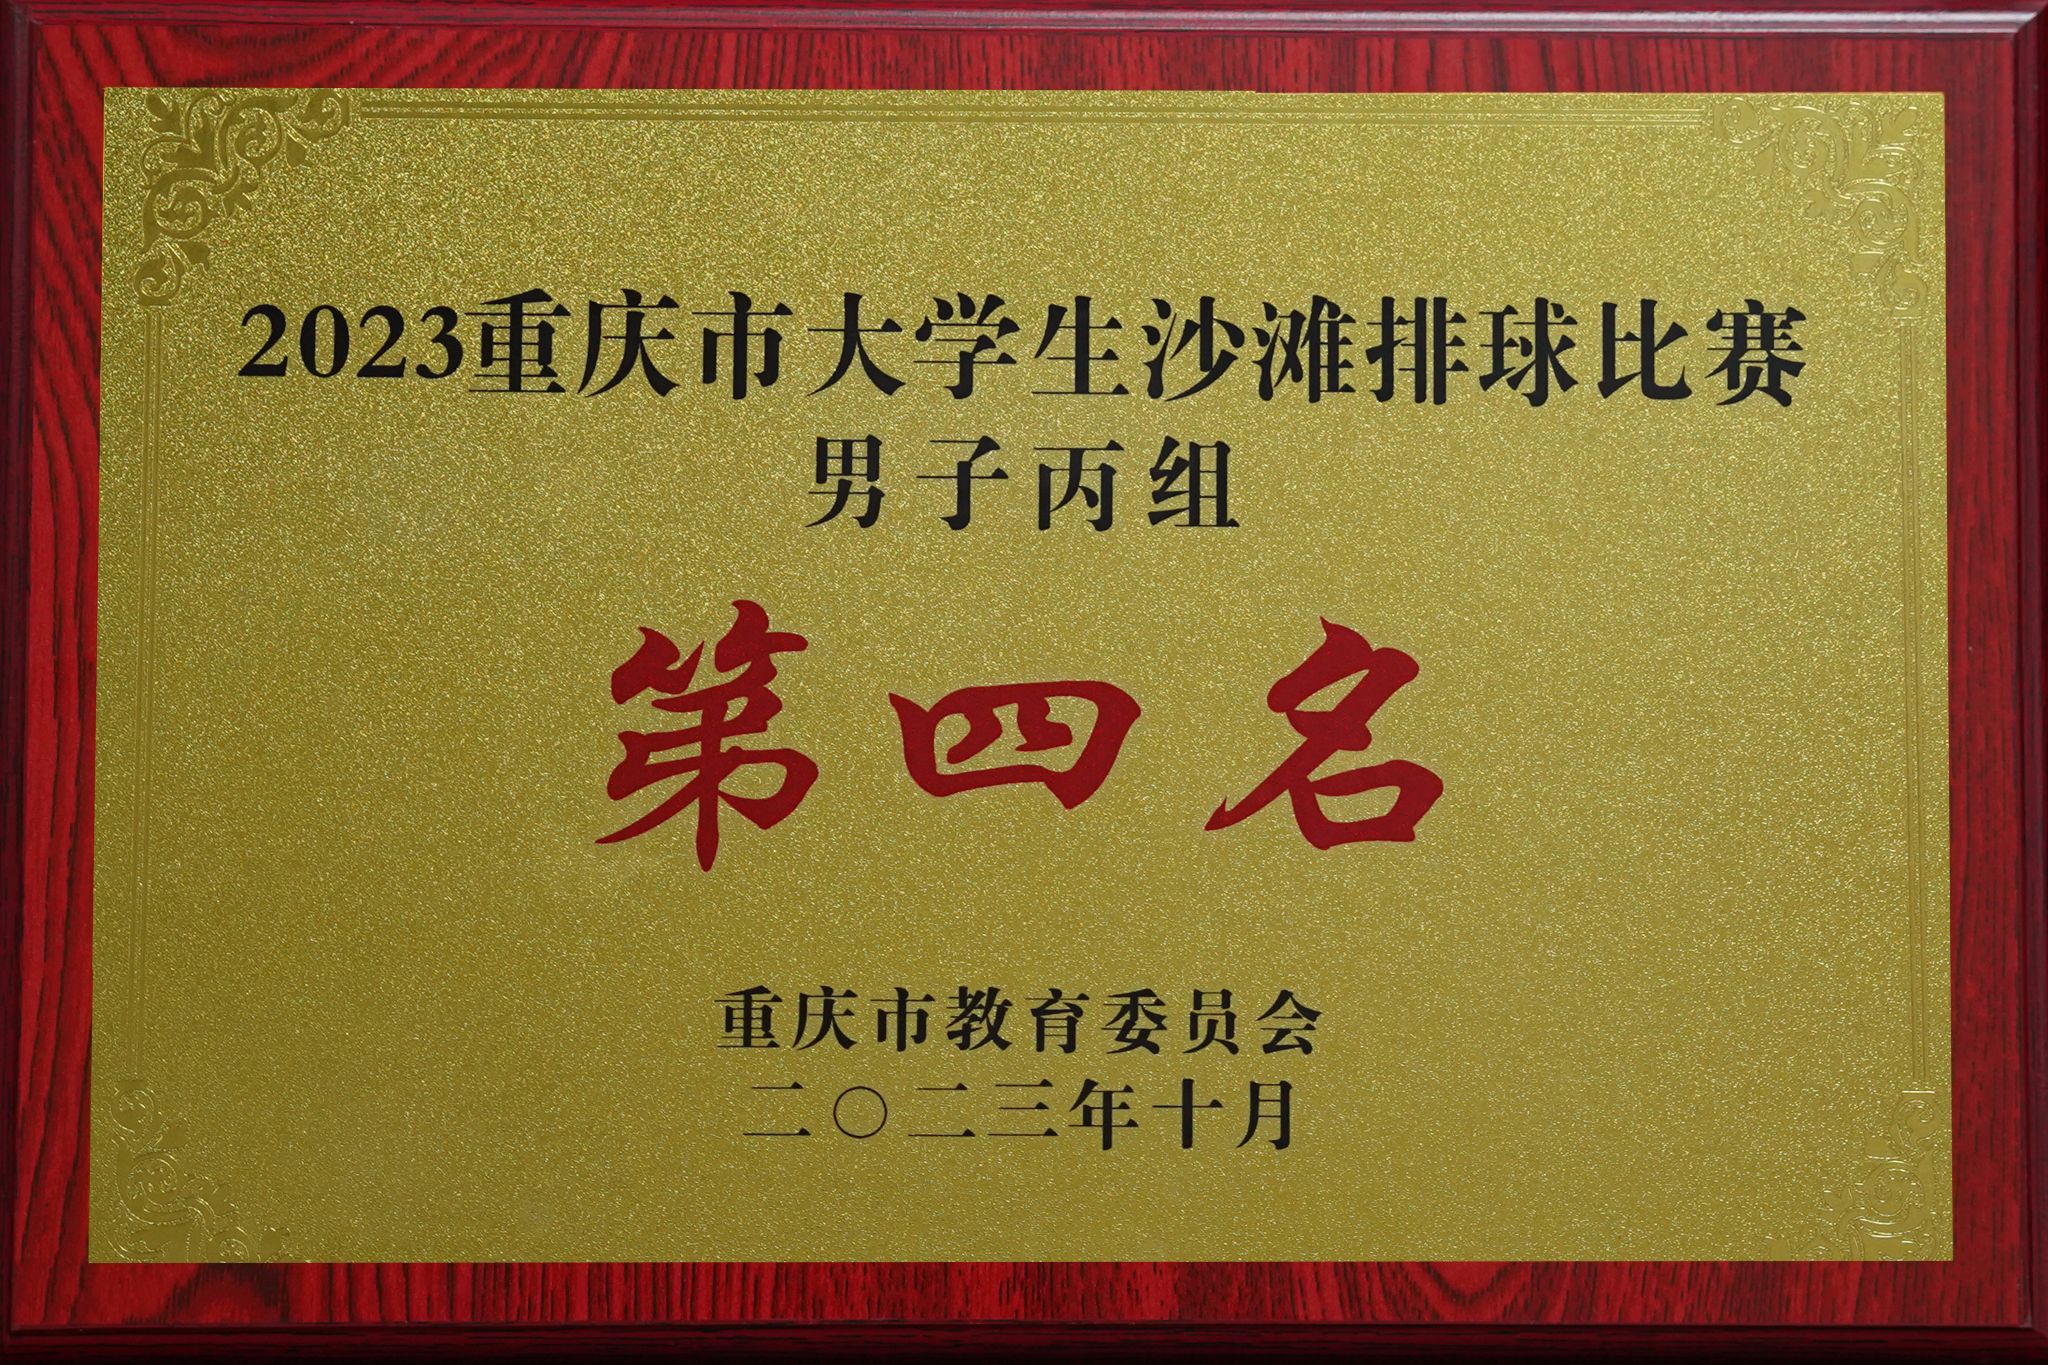 2023重庆市大学生沙滩排球比赛
男子丙组
第四名
重庆市教育委员会
二〇二三年十月